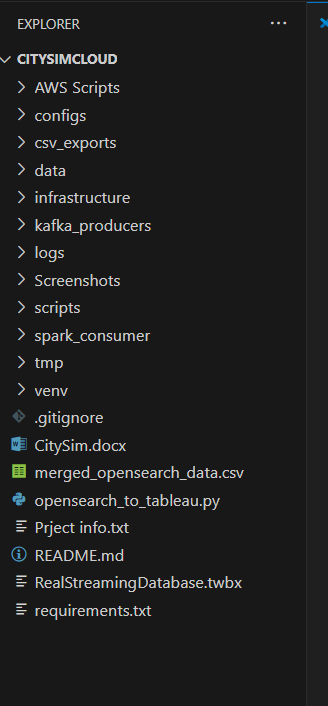 EXPLORER
CITYSIMCLOUD
AWS Scripts
configs
csv_exports
data
infrastructure
kafka_producers
logs
Screenshots
scripts
spark_consumer
tmp
venv
.gitignore
CitySim.docx
merged_opensearch_data.csv
opensearch_to_tableau.py
Prject info.txt
README.md
RealStreamingDatabase.twbx
requirements.txt